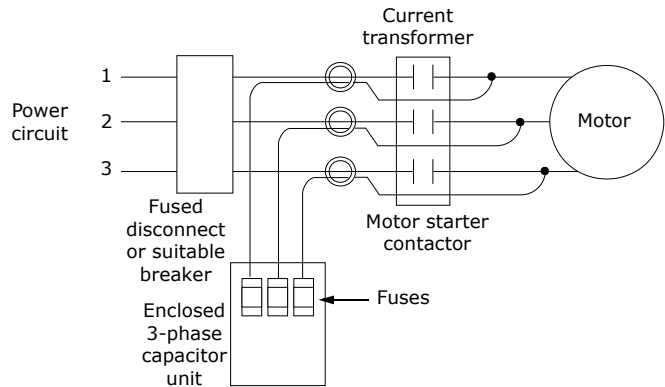 Current
transformer
Power
circuit
1
2
3
Motor
Fused
disconnect
or suitable
breaker
Motor starter
contactor
Enclosed
3-phase
capacitor
unit
Fuses